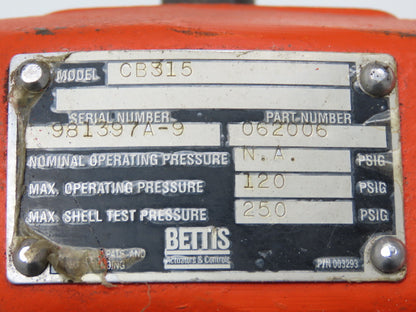 MODEL CB315
SERIAL NUMBER PART NUMBER
981397A-9 062006
NOMINAL OPERATING PRESSURE N.A. PSIG
MAX. OPERATING PRESSURE 120 PSIG
MAX. SHELL TEST PRESSURE 250 PSIG
BETTIS
Actuators & Controls
AND
P/N 003293